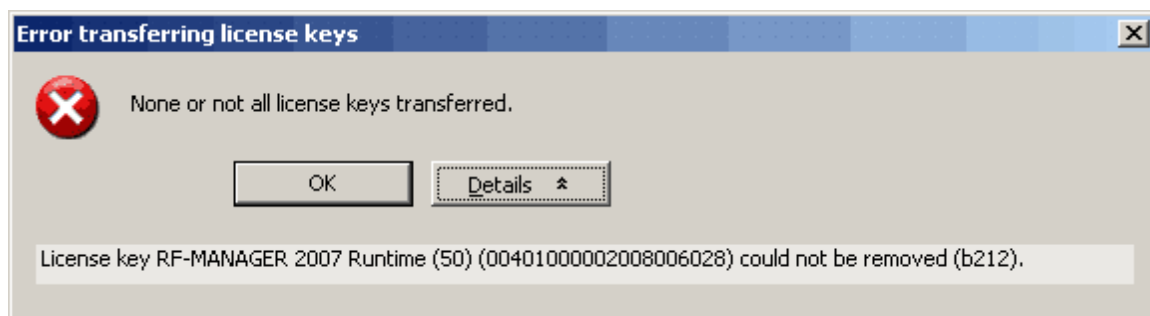 Error transferring license keys
None or not all license keys transferred.
OK
Details
License key RF-MANAGER 2007 Runtime (50) (00401000002008006028) could not be removed (b212).